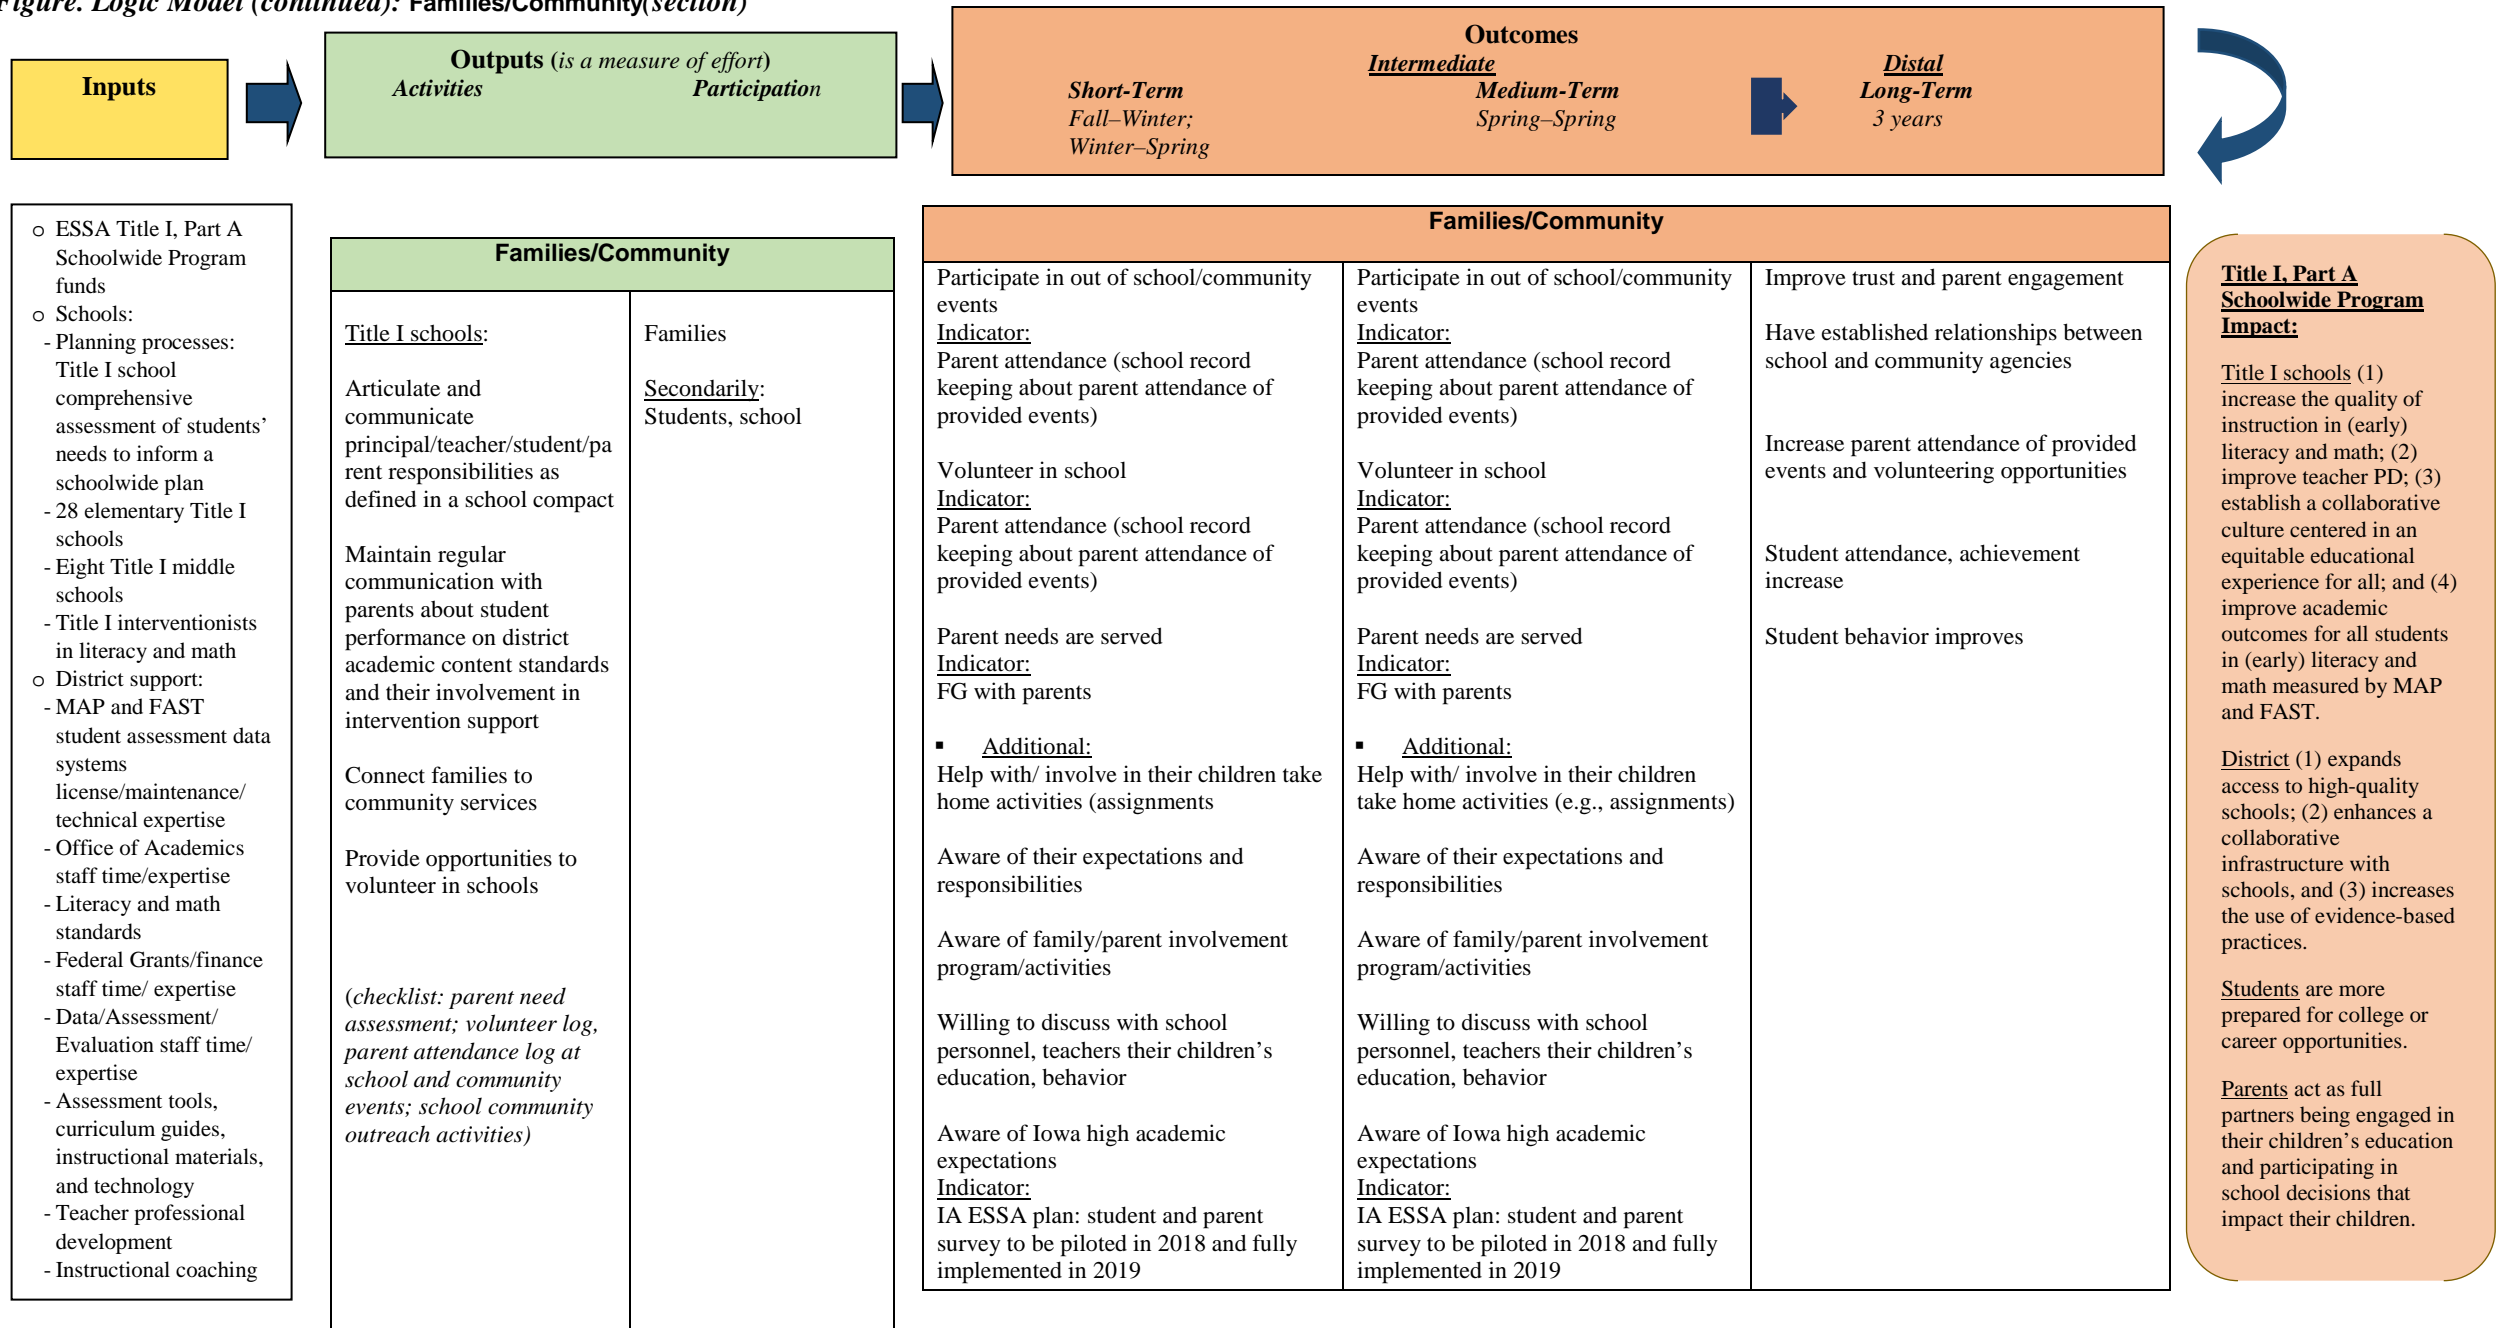 Figure. Logic Model (continued): Families/Community(section)
Inputs
Outputs (is a measure of effort)
Activities Participation
Outcomes
Intermediate Distal
Short-Term Medium-Term Long-Term
Fall–Winter; Spring–Spring 3 years
Winter–Spring
o ESSA Title I, Part A
Schoolwide Program
funds
o Schools:
- Planning processes:
Title I school
comprehensive
assessment of students’
needs to inform a
schoolwide plan
- 28 elementary Title I
schools
- Eight Title I middle
schools
- Title I interventionists
in literacy and math
o District support:
- MAP and FAST
student assessment data
systems
license/maintenance/
technical expertise
- Office of Academics
staff time/expertise
- Literacy and math
standards
- Federal Grants/finance
staff time/ expertise
- Data/Assessment/
Evaluation staff time/
expertise
- Assessment tools,
curriculum guides,
instructional materials,
and technology
- Teacher professional
development
- Instructional coaching
Families/Community
Title I schools:
Articulate and
communicate
principal/teacher/student/pa
rent responsibilities as
defined in a school compact
Maintain regular
communication with
parents about student
performance on district
academic content standards
and their involvement in
intervention support
Connect families to
community services
Provide opportunities to
volunteer in schools
(checklist: parent need
assessment; volunteer log,
parent attendance log at
school and community
events; school community
outreach activities)
Families
Secondarily:
Students, school
Families/Community
Participate in out of school/community
events
Indicator:
Parent attendance (school record
keeping about parent attendance of
provided events)
Volunteer in school
Indicator:
Parent attendance (school record
keeping about parent attendance of
provided events)
Parent needs are served
Indicator:
FG with parents
▪ Additional:
Help with/ involve in their children take
home activities (assignments
Aware of their expectations and
responsibilities
Aware of family/parent involvement
program/activities
Willing to discuss with school
personnel, teachers their children’s
education, behavior
Aware of Iowa high academic
expectations
Indicator:
IA ESSA plan: student and parent
survey to be piloted in 2018 and fully
implemented in 2019
Participate in out of school/community
events
Indicator:
Parent attendance (school record
keeping about parent attendance of
provided events)
Volunteer in school
Indicator:
Parent attendance (school record
keeping about parent attendance of
provided events)
Parent needs are served
Indicator:
FG with parents
▪ Additional:
Help with/ involve in their children
take home activities (e.g., assignments)
Aware of their expectations and
responsibilities
Aware of family/parent involvement
program/activities
Willing to discuss with school
personnel, teachers their children’s
education, behavior
Aware of Iowa high academic
expectations
Indicator:
IA ESSA plan: student and parent
survey to be piloted in 2018 and fully
implemented in 2019
Improve trust and parent engagement
Have established relationships between
school and community agencies
Increase parent attendance of provided
events and volunteering opportunities
Student attendance, achievement
increase
Student behavior improves
Title I, Part A
Schoolwide Program
Impact:
Title I schools (1)
increase the quality of
instruction in (early)
literacy and math; (2)
improve teacher PD; (3)
establish a collaborative
culture centered in an
equitable educational
experience for all; and (4)
improve academic
outcomes for all students
in (early) literacy and
math measured by MAP
and FAST.
District (1) expands
access to high-quality
schools; (2) enhances a
collaborative
infrastructure with
schools, and (3) increases
the use of evidence-based
practices.
Students are more
prepared for college or
career opportunities.
Parents act as full
partners being engaged in
their children’s education
and participating in
school decisions that
impact their children.